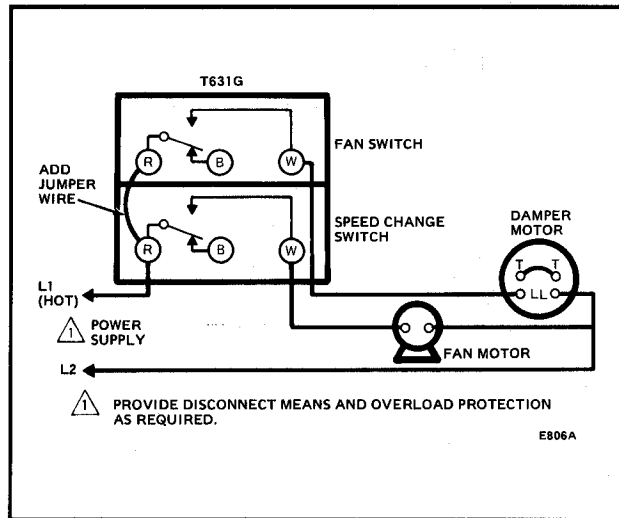 T631G
R
B
W
FAN SWITCH
ADD
JUMPER
WIRE
R
B
W
SPEED CHANGE
SWITCH
DAMPER
MOTOR
T T
LL
L1
(HOT)
1 POWER
SUPPLY
FAN MOTOR
L2
1 PROVIDE DISCONNECT MEANS AND OVERLOAD PROTECTION
AS REQUIRED.
E806A